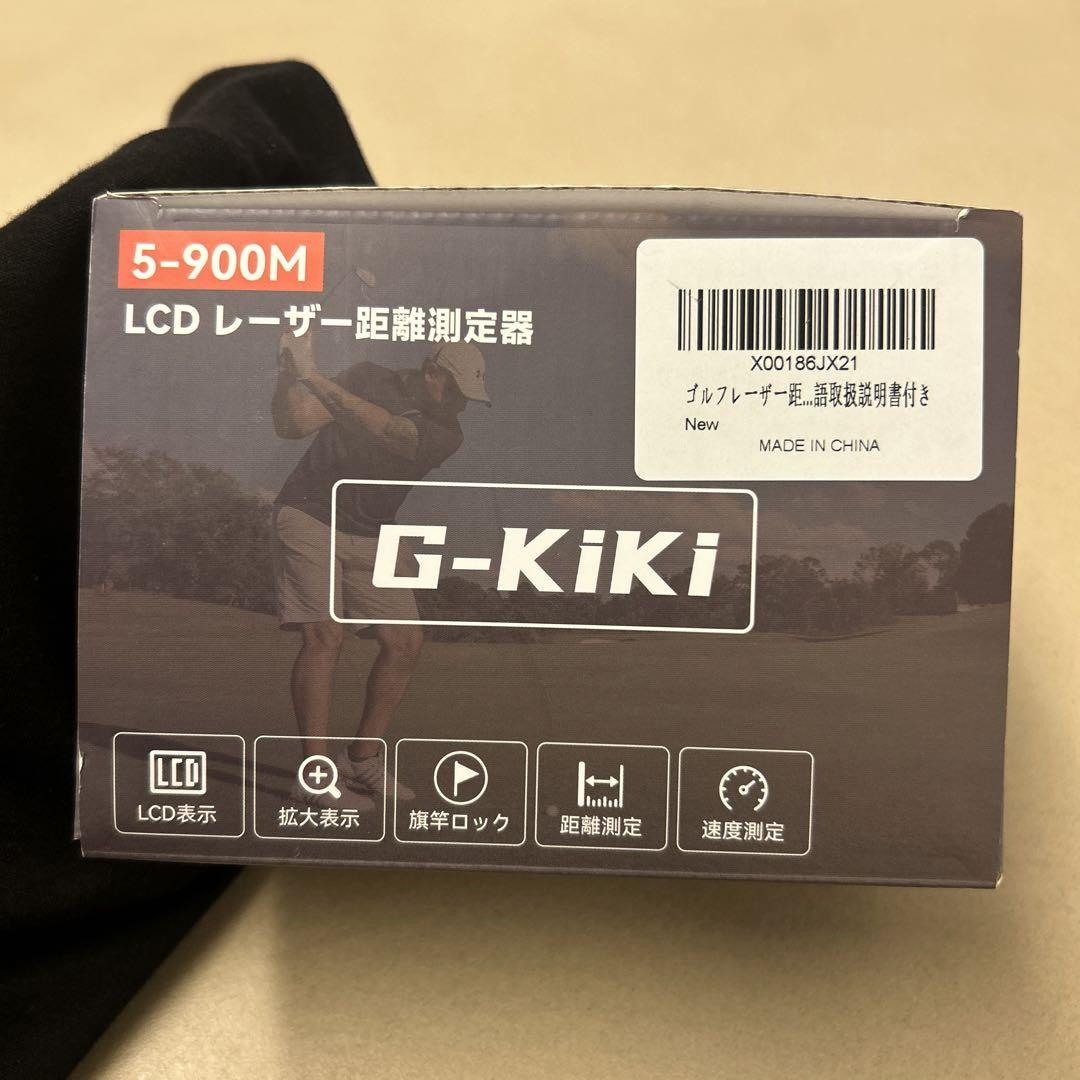 5-900M
LCD レーザー距離測定器
X00186JX21
ゴルフレーザー距...語取扱説明書付き
New
MADE IN CHINA
G-KiKi
LCD
LCD表示
拡大表示
旗竿ロック
距離測定
速度測定